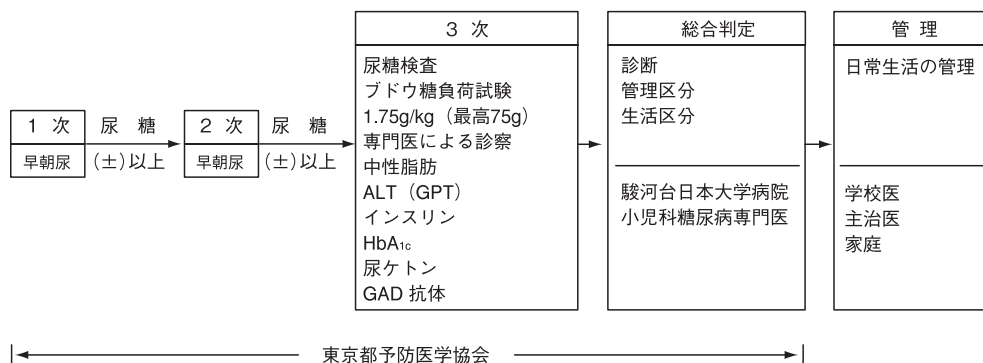 1 次
早朝尿
尿 糖
(±)以上
2 次
早朝尿
尿 糖
(±)以上
3 次
尿糖検査
ブドウ糖負荷試験
1.75g/kg（最高75g）
専門医による診察
中性脂肪
ALT（GPT）
インスリン
HbA1c
尿ケトン
GAD 抗体
総合判定
診断
管理区分
生活区分
駿河台日本大学病院
小児科糖尿病専門医
管 理
日常生活の管理
学校医
主治医
家庭
東京都予防医学協会